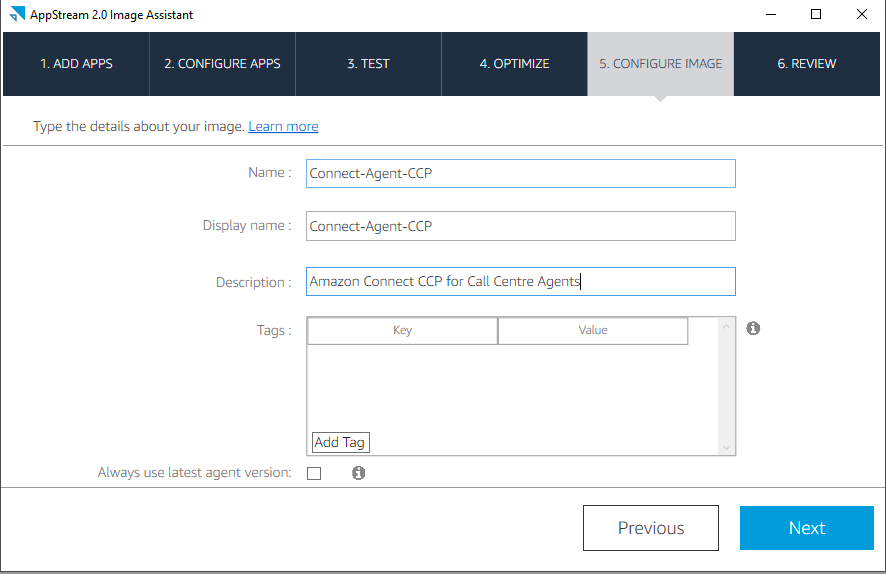 AppStream 2.0 Image Assistant
1. ADD APPS
2. CONFIGURE APPS
3. TEST
4. OPTIMIZE
5. CONFIGURE IMAGE
6. REVIEW
Type the details about your image. Learn more
Name : Connect-Agent-CCP
Display name : Connect-Agent-CCP
Description : Amazon Connect CCP for Call Centre Agents
Tags : Key Value
Add Tag
Always use latest agent version:
Previous Next